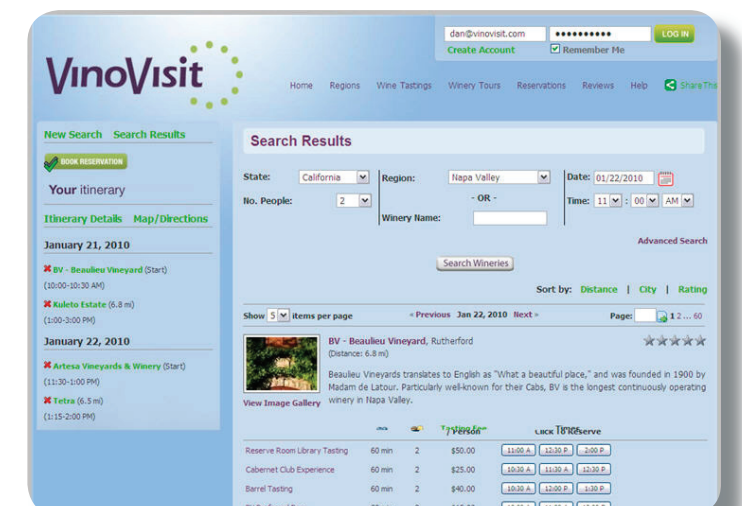 dan@vinovisit.com ●●●●●●●●●● LOG IN
Create Account Remember Me
VinoVisit
Home Regions Wine Tastings Winery Tours Reservations Reviews Help Share This
New Search Search Results
BOOK RESERVATION
Your itinerary
Itinerary Details Map/Directions
January 21, 2010
BV - Beaulieu Vineyard (Start)
(10:00-10:30 AM)
Kuleto Estate (6.8 mi)
(1:00-3:00 PM)
January 22, 2010
Artesa Vineyards & Winery (Start)
(11:30-1:00 PM)
Tetra (6.5 mi)
(1:15-2:00 PM)
Search Results
State: California Region: Napa Valley Date: 01/22/2010
No. People: 2 - OR - Time: 11 : 00 AM
Winery Name:
Advanced Search
Search Wineries
Sort by: Distance | City | Rating
Show 5 items per page « Previous Jan 22, 2010 Next » Page: 1 2 ... 60
BV - Beaulieu Vineyard, Rutherford
(Distance: 6.8 mi)
Beaulieu Vineyards translates to English as "What a beautiful place," and was founded in 1900 by
Madam de Latour. Particularly well-known for their Cabs, BV is the longest continuously operating
winery in Napa Valley.
View Image Gallery
Tasting Fee Times
/ Person Click To Reserve
Reserve Room Library Tasting 60 min 2 $50.00 11:00 A 12:30 P 2:00 P
Cabernet Club Experience 60 min 2 $25.00 10:30 A 11:30 A 12:30 P
Barrel Tasting 60 min 2 $40.00 10:30 A 12:00 P 1:30 P